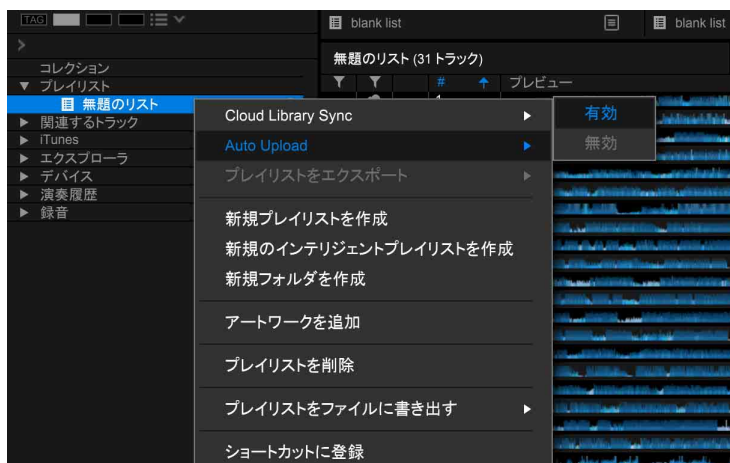 TAG
blank list
blank list
無題のリスト (31 トラック)
# プレビュー
コレクション
プレイリスト
無題のリスト
関連するトラック
iTunes
エクスプローラ
デバイス
演奏履歴
録音
Cloud Library Sync
Auto Upload
プレイリストをエクスポート
新規プレイリストを作成
新規のインテリジェントプレイリストを作成
新規フォルダを作成
アートワークを追加
プレイリストを削除
プレイリストをファイルに書き出す
ショートカットに登録
有効
無効